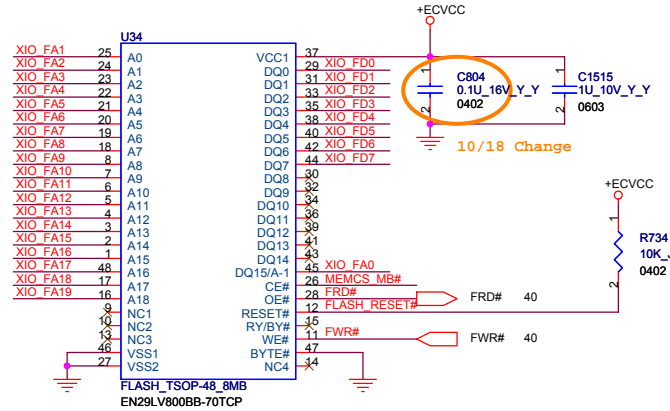 +ECVCC
U34
XIO_FA1 25 A0 VCC1 37
XIO_FA2 24 A1 DQ0 29 XIO_FD0
XIO_FA3 23 A2 DQ1 31 XIO_FD1
XIO_FA4 22 A3 DQ2 33 XIO_FD2
XIO_FA5 21 A4 DQ3 35 XIO_FD3
XIO_FA6 20 A5 DQ4 38 XIO_FD4
XIO_FA7 19 A6 DQ5 40 XIO_FD5
XIO_FA8 18 A7 DQ6 42 XIO_FD6
XIO_FA9 8 A8 DQ7 44 XIO_FD7
XIO_FA10 7 A9 DQ8 30
XIO_FA11 6 A10 DQ9 32
XIO_FA12 5 A11 DQ10 34
XIO_FA13 4 A12 DQ11 36
XIO_FA14 3 A13 DQ12 39
XIO_FA15 2 A14 DQ13 41
XIO_FA16 1 A15 DQ14 43
XIO_FA17 48 A16 DQ15/A-1 45 XIO_FA0
XIO_FA18 17 A17 CE# 26 MEMCS_MB#
XIO_FA19 16 A18 OE# 28 FRD#
9 NC1 RESET# 12 FLASH_RESET#
10 NC2 RY/BY# 15
13 NC3 WE# 11 FWR#
46 VSS1 BYTE# 47
27 VSS2 NC4 14
FLASH_TSOP-48_8MB
EN29LV800BB-70TCP
1
C804
0.1U_16V_Y_Y
2
0402
1
C1515
1U_10V_Y_Y
2
0603
10/18 Change
+ECVCC
1
R734
10K_
2
0402
FRD# 40
FWR# 40